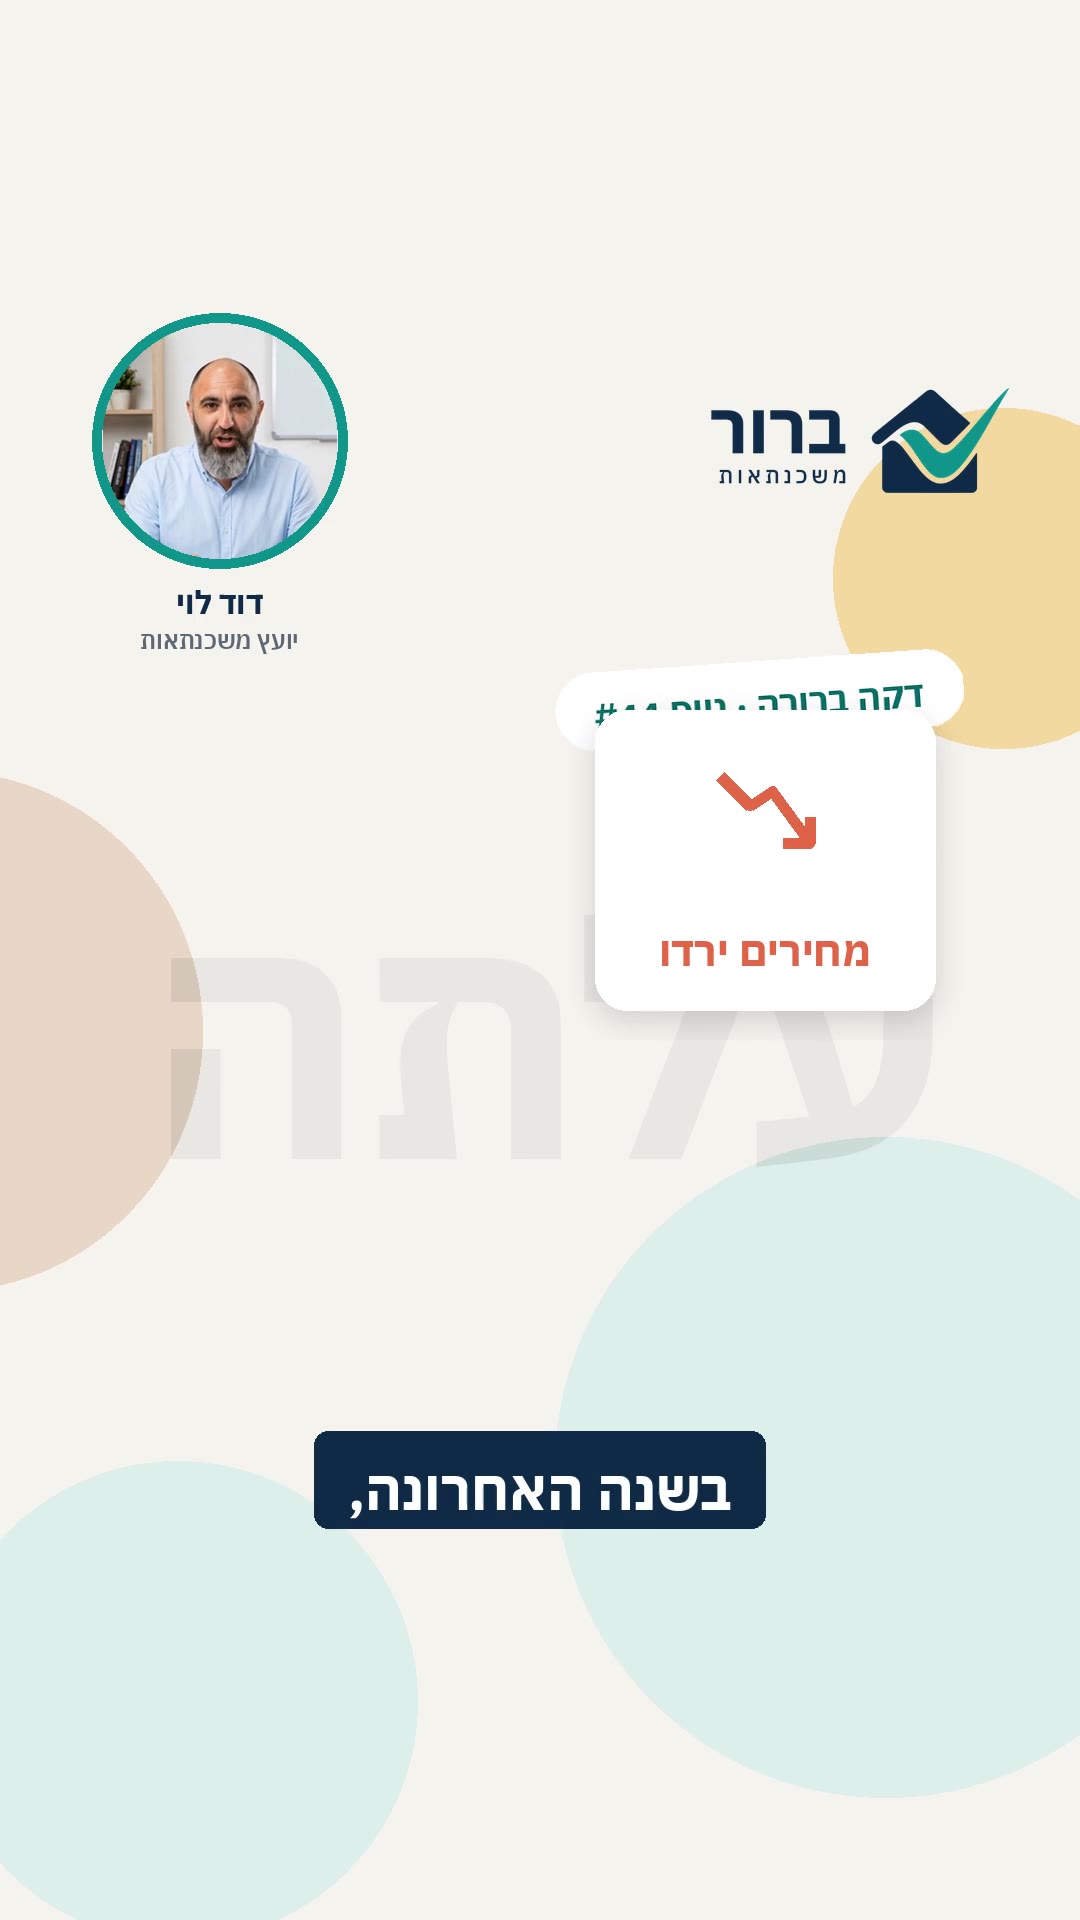 ברור
משכנתאות
דוד לוי
יועץ משכנתאות
דקה ברורה
מחירים ירדו
עלתה
בשנה האחרונה,